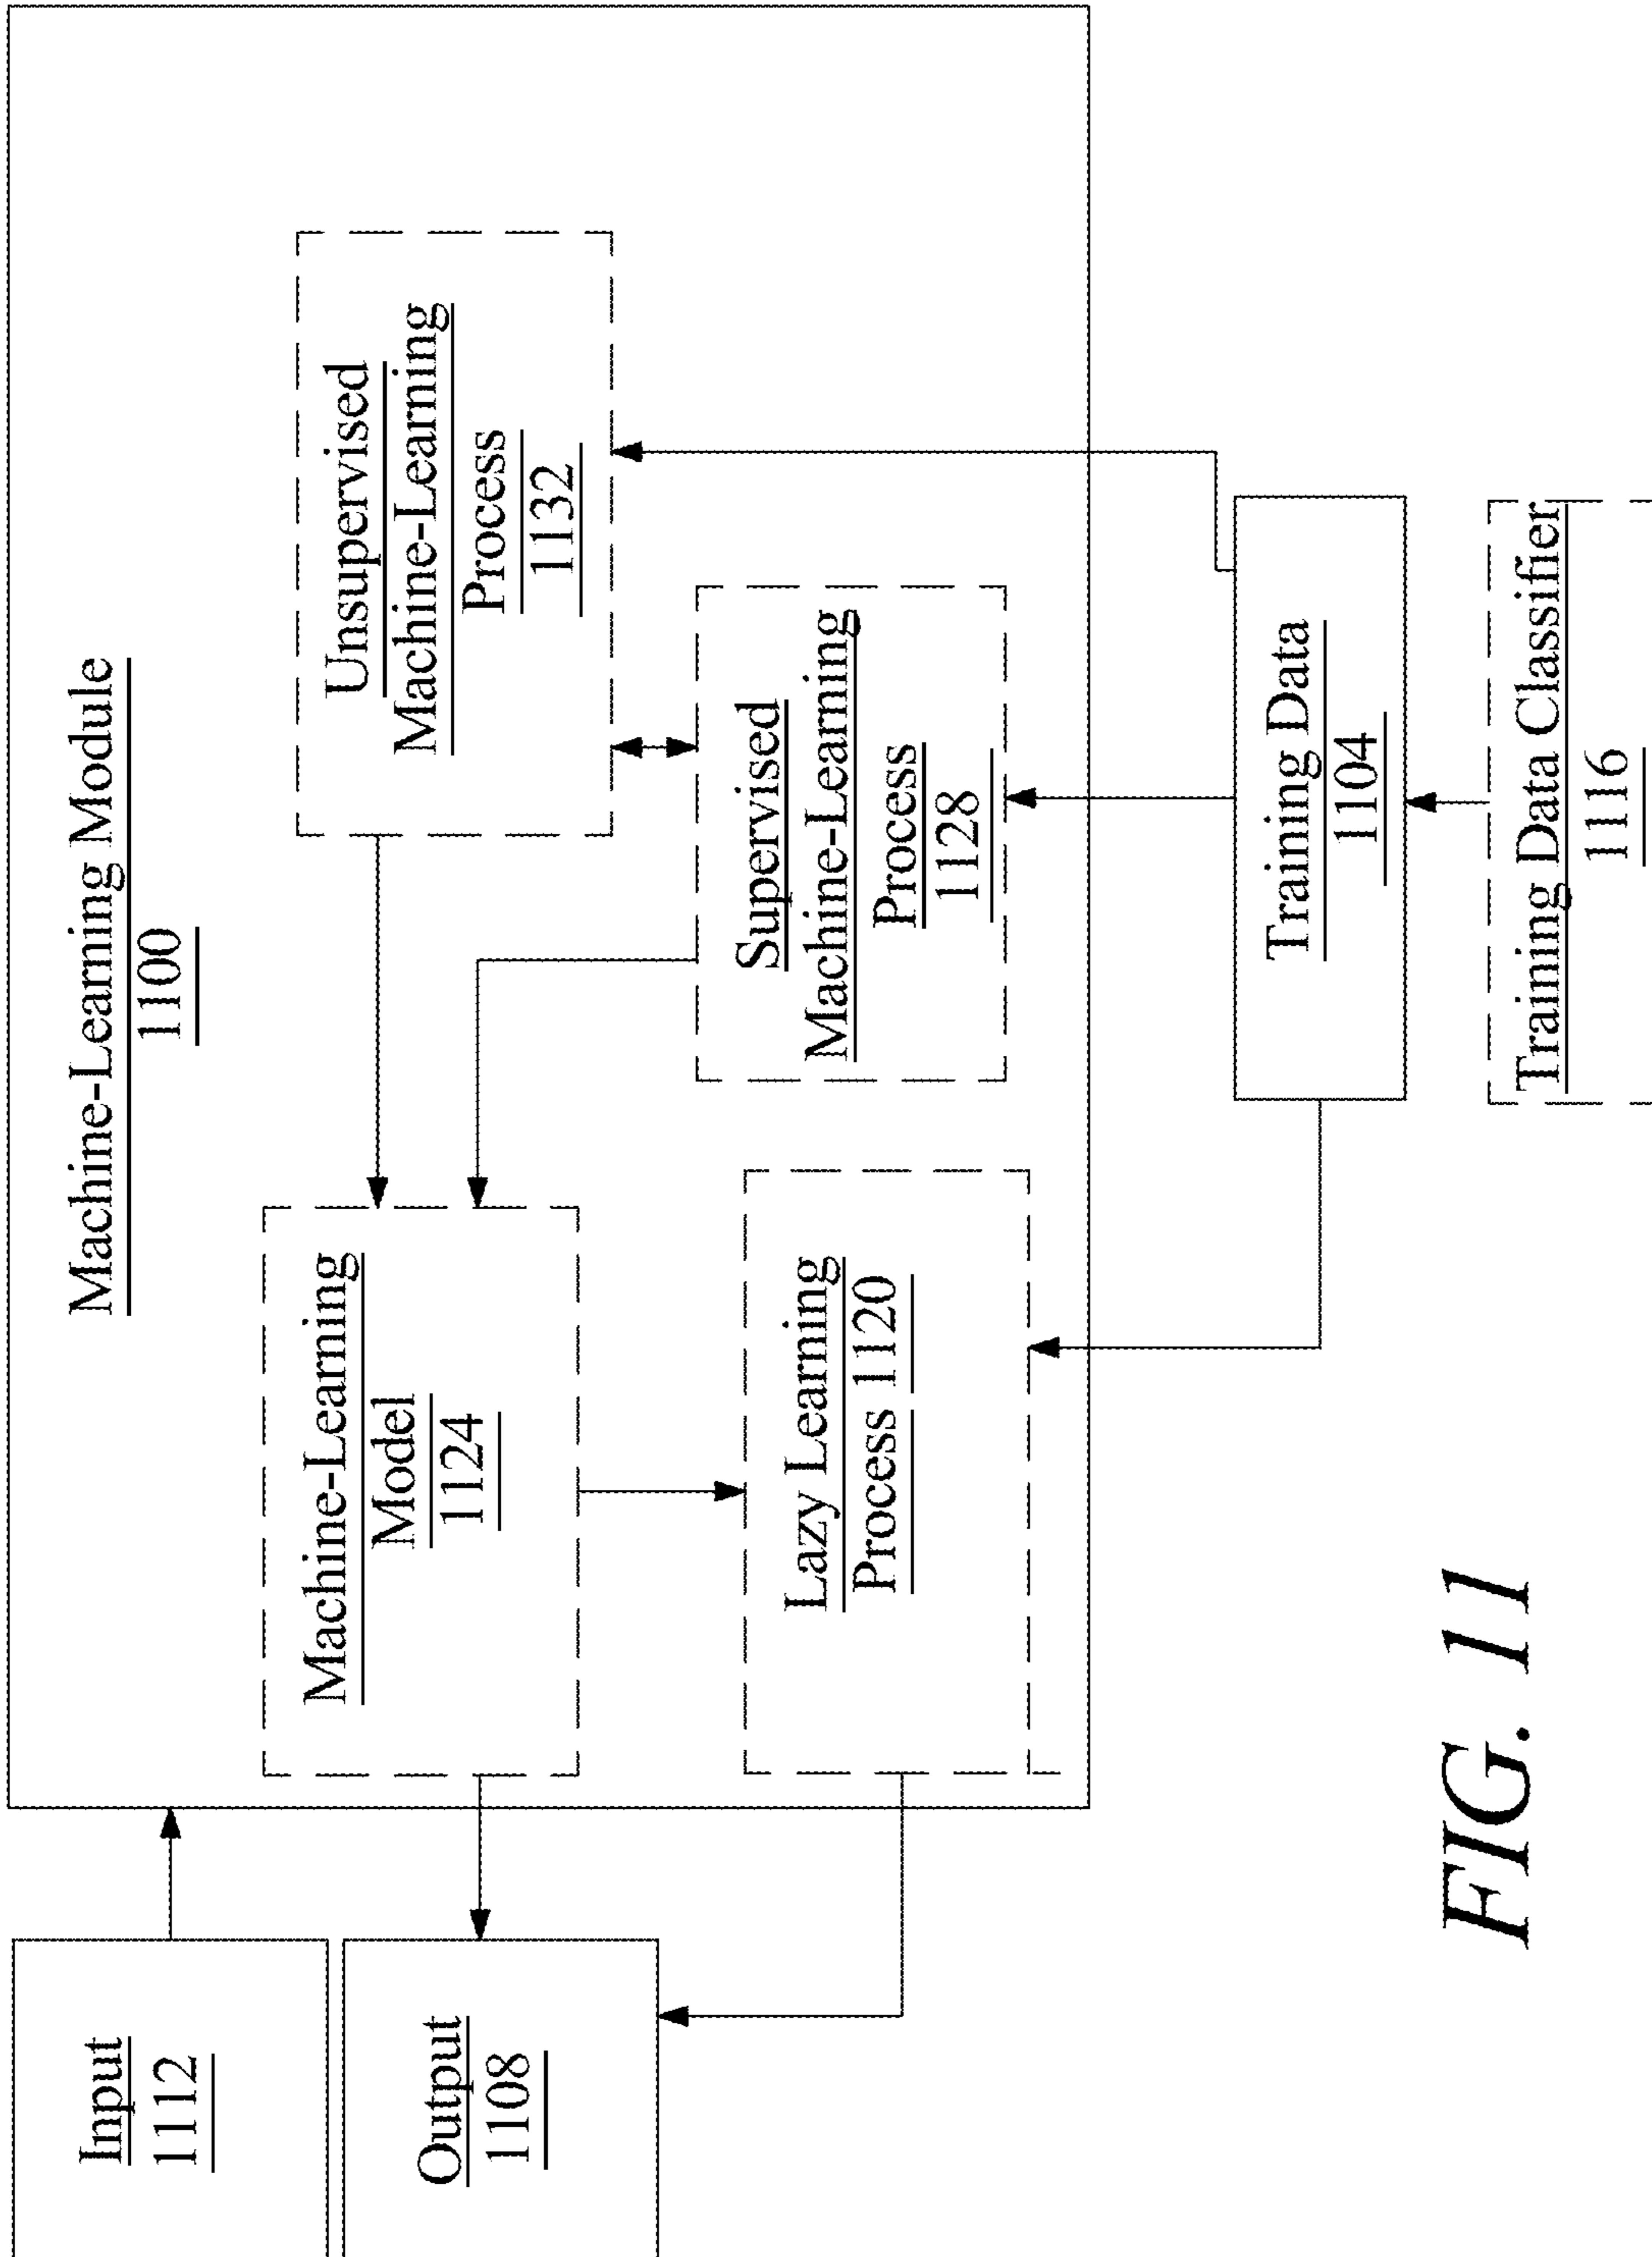 Machine-Learning Module
1100
Input
1112
Output
1108
Machine-Learning
Model
1124
Unsupervised
Machine-Learning
Process
1132
Lazy Learning
Process 1120
Supervised
Machine-Learning
Process
1128
Training Data
1104
Training Data Classifier
1116
FIG. 11